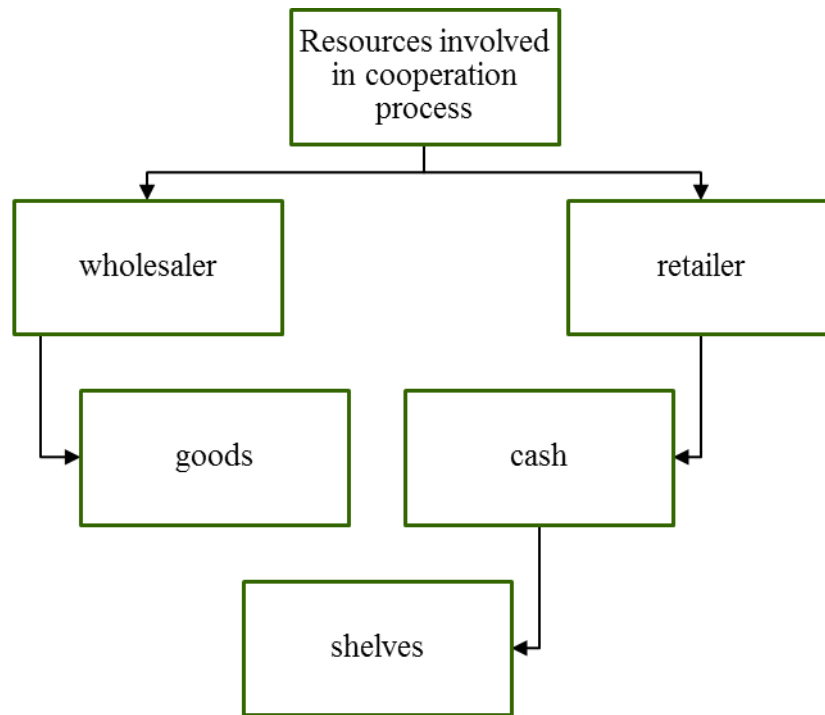 Resources involved
in cooperation
process
wholesaler
retailer
goods
cash
shelves